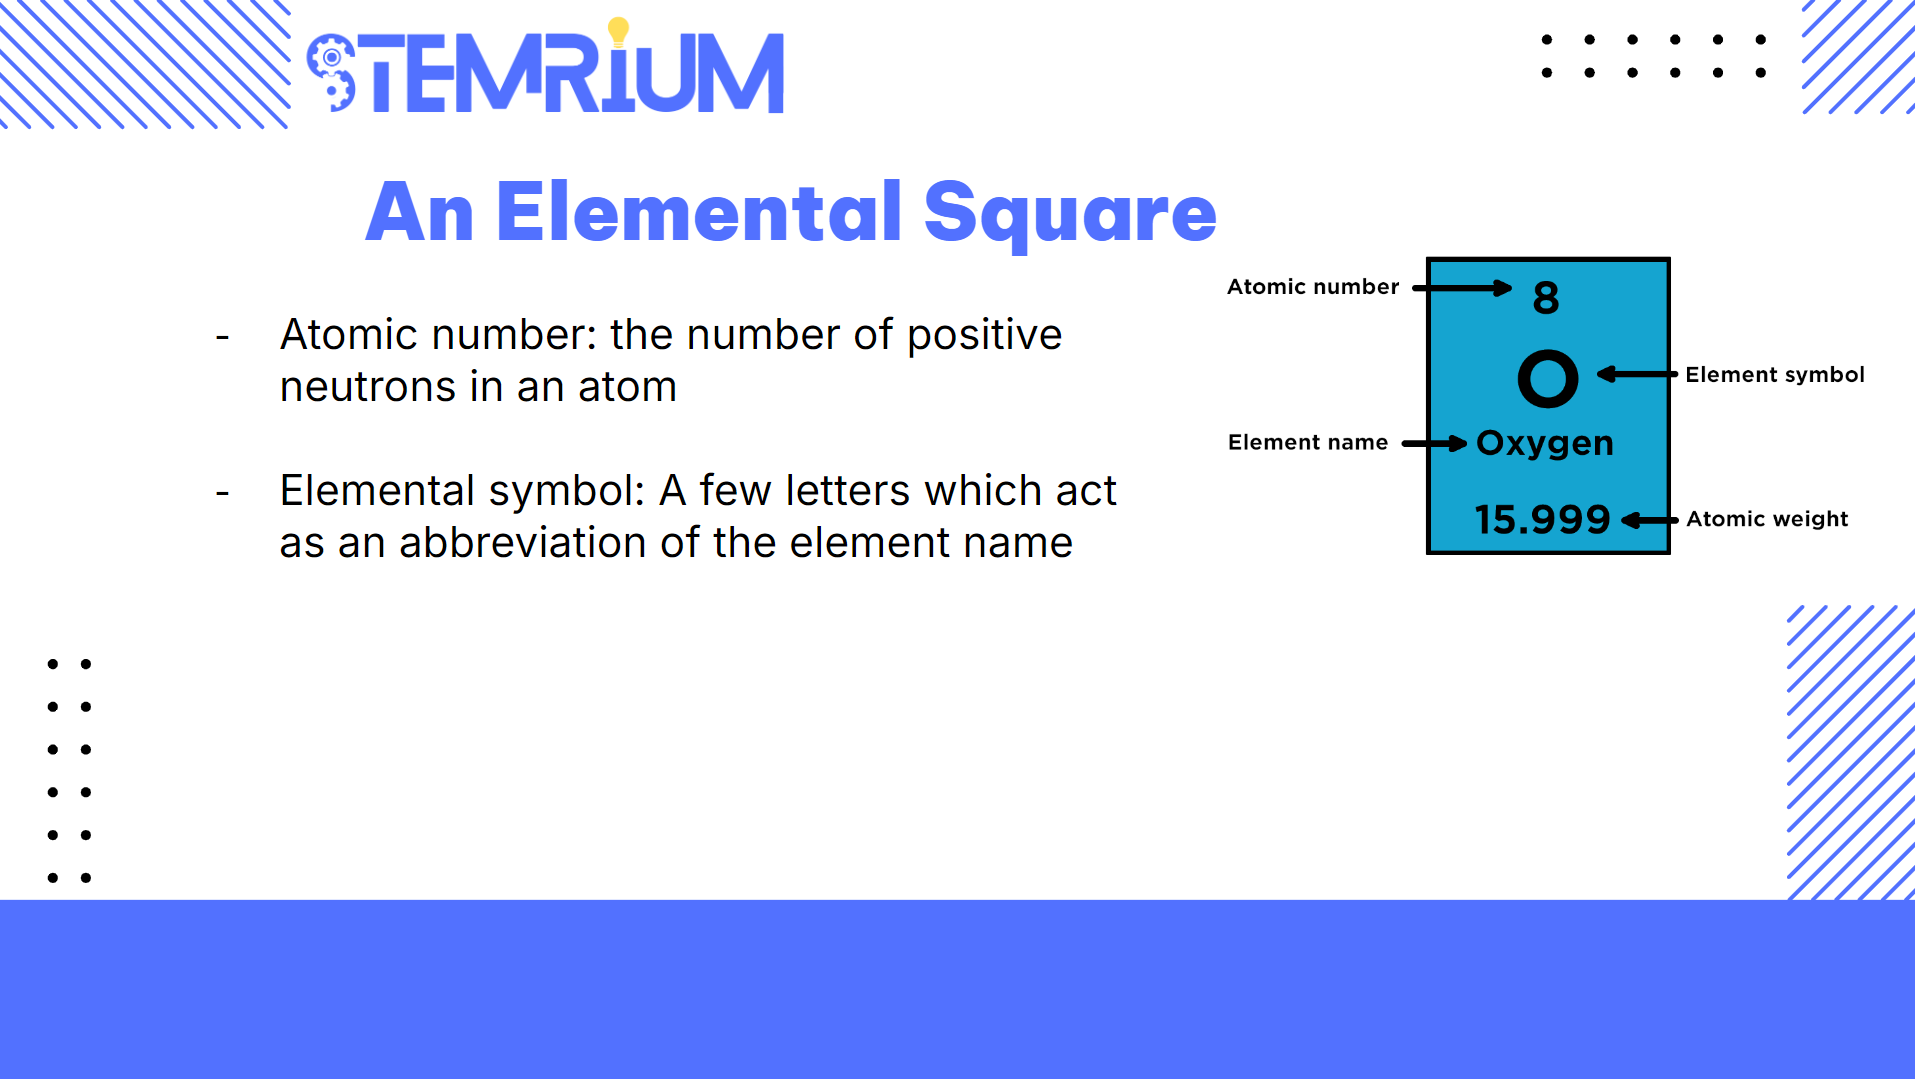 STEMRiUM
An Elemental Square
Atomic number
8
- Atomic number: the number of positive
neutrons in an atom
O
Element symbol
- Elemental symbol: A few letters which act
as an abbreviation of the element name
Element name
Oxygen
15.999
Atomic weight